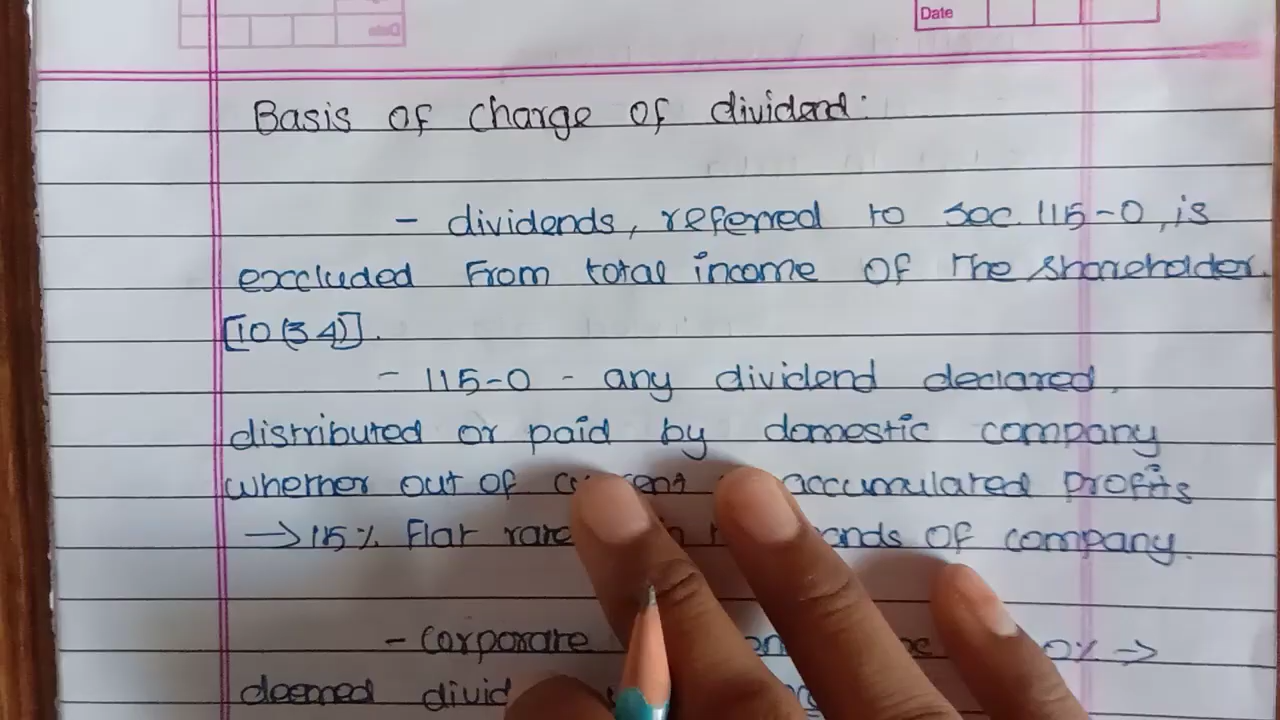 Date
Basis of charge of dividend:
- dividends, referred to sec. 115-O, is
excluded From total income of The shareholder.
[10(34)].
- 115-O - any dividend declared,
distributed or paid by domestic company
whether out of accumulated profits
→ 15% Flat rate of company.
- corporate
deemed